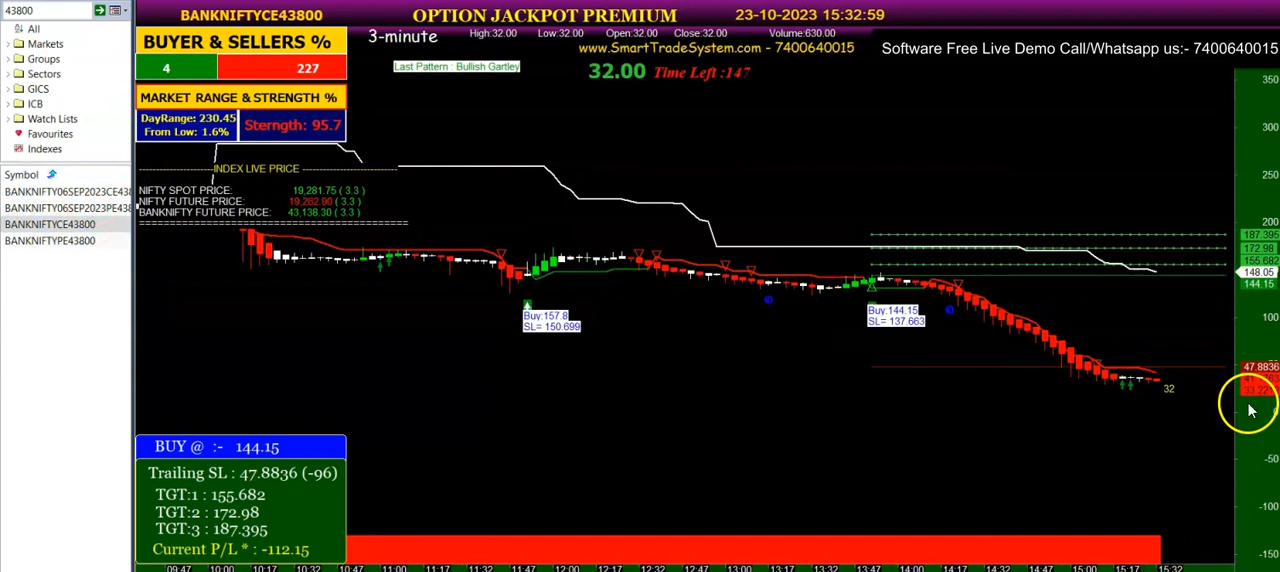 43800
All
Markets
Groups
Sectors
GICS
ICB
Watch Lists
Favourites
Indexes
Symbol
BANKNIFTY06SEP2023CE438
BANKNIFTY06SEP2023PE438
BANKNIFTYCE43800
BANKNIFTYPE43800
BANKNIFTYCE43800
OPTION JACKPOT PREMIUM
23-10-2023 15:32:59
BUYER & SELLERS %
4 227
3-minute
High:32.00 Low:32.00 Open:32.00 Close:32.00 Volume:630.00
www.SmartTradeSystem.com - 7400640015
Software Free Live Demo Call/Whatsapp us:- 7400640015
Last Pattern : Bullish Gartley
32.00 Time Left :147
MARKET RANGE & STRENGTH %
DayRange: 230.45
From Low: 1.6%
Sterngth: 95.7
INDEX LIVE PRICE
NIFTY SPOT PRICE: 19,281.75 ( 3.3 )
NIFTY FUTURE PRICE: 19,282.90 ( 3.3 )
BANKNIFTY FUTURE PRICE: 43,138.30 ( 3.3 )
Buy:157.8
SL= 150.699
Buy:144.15
SL= 137.663
32
350
300
250
200
187.395
172.98
155.682
148.05
144.15
100
47.8836
-50
-100
-150
BUY @ :- 144.15
Trailing SL : 47.8836 (-96)
TGT:1 : 155.682
TGT:2 : 172.98
TGT:3 : 187.395
Current P/L * : -112.15
09:47 10:00 10:17 10:32 10:47 11:00 11:17 11:32 11:47 12:00 12:17 12:32 12:47 13:00 13:17 13:32 13:47 14:00 14:17 14:32 14:47 15:00 15:17 15:32